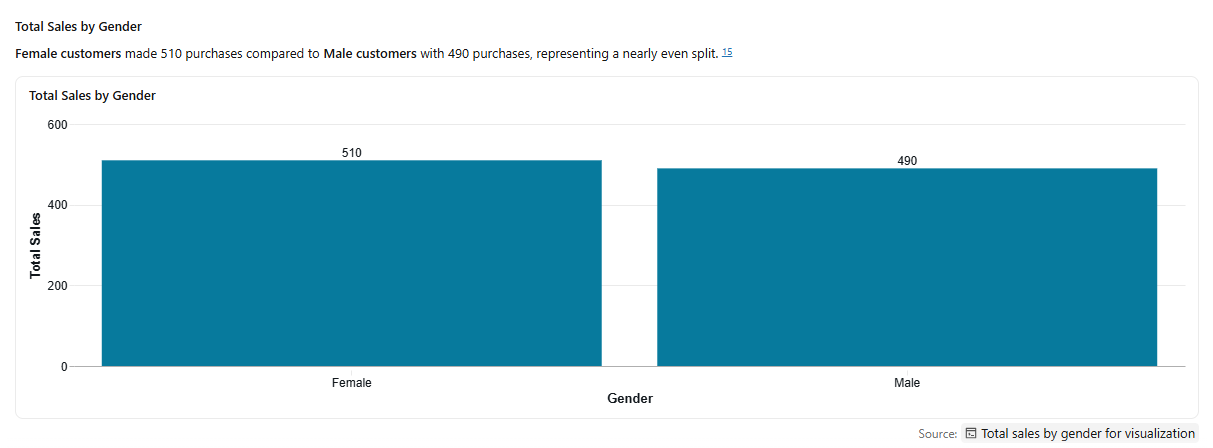 Total Sales by Gender
Female customers made 510 purchases compared to Male customers with 490 purchases, representing a nearly even split. 15
Total Sales by Gender
600
510
490
400
Total Sales
200
0
Female
Male
Gender
Source: Total sales by gender for visualization